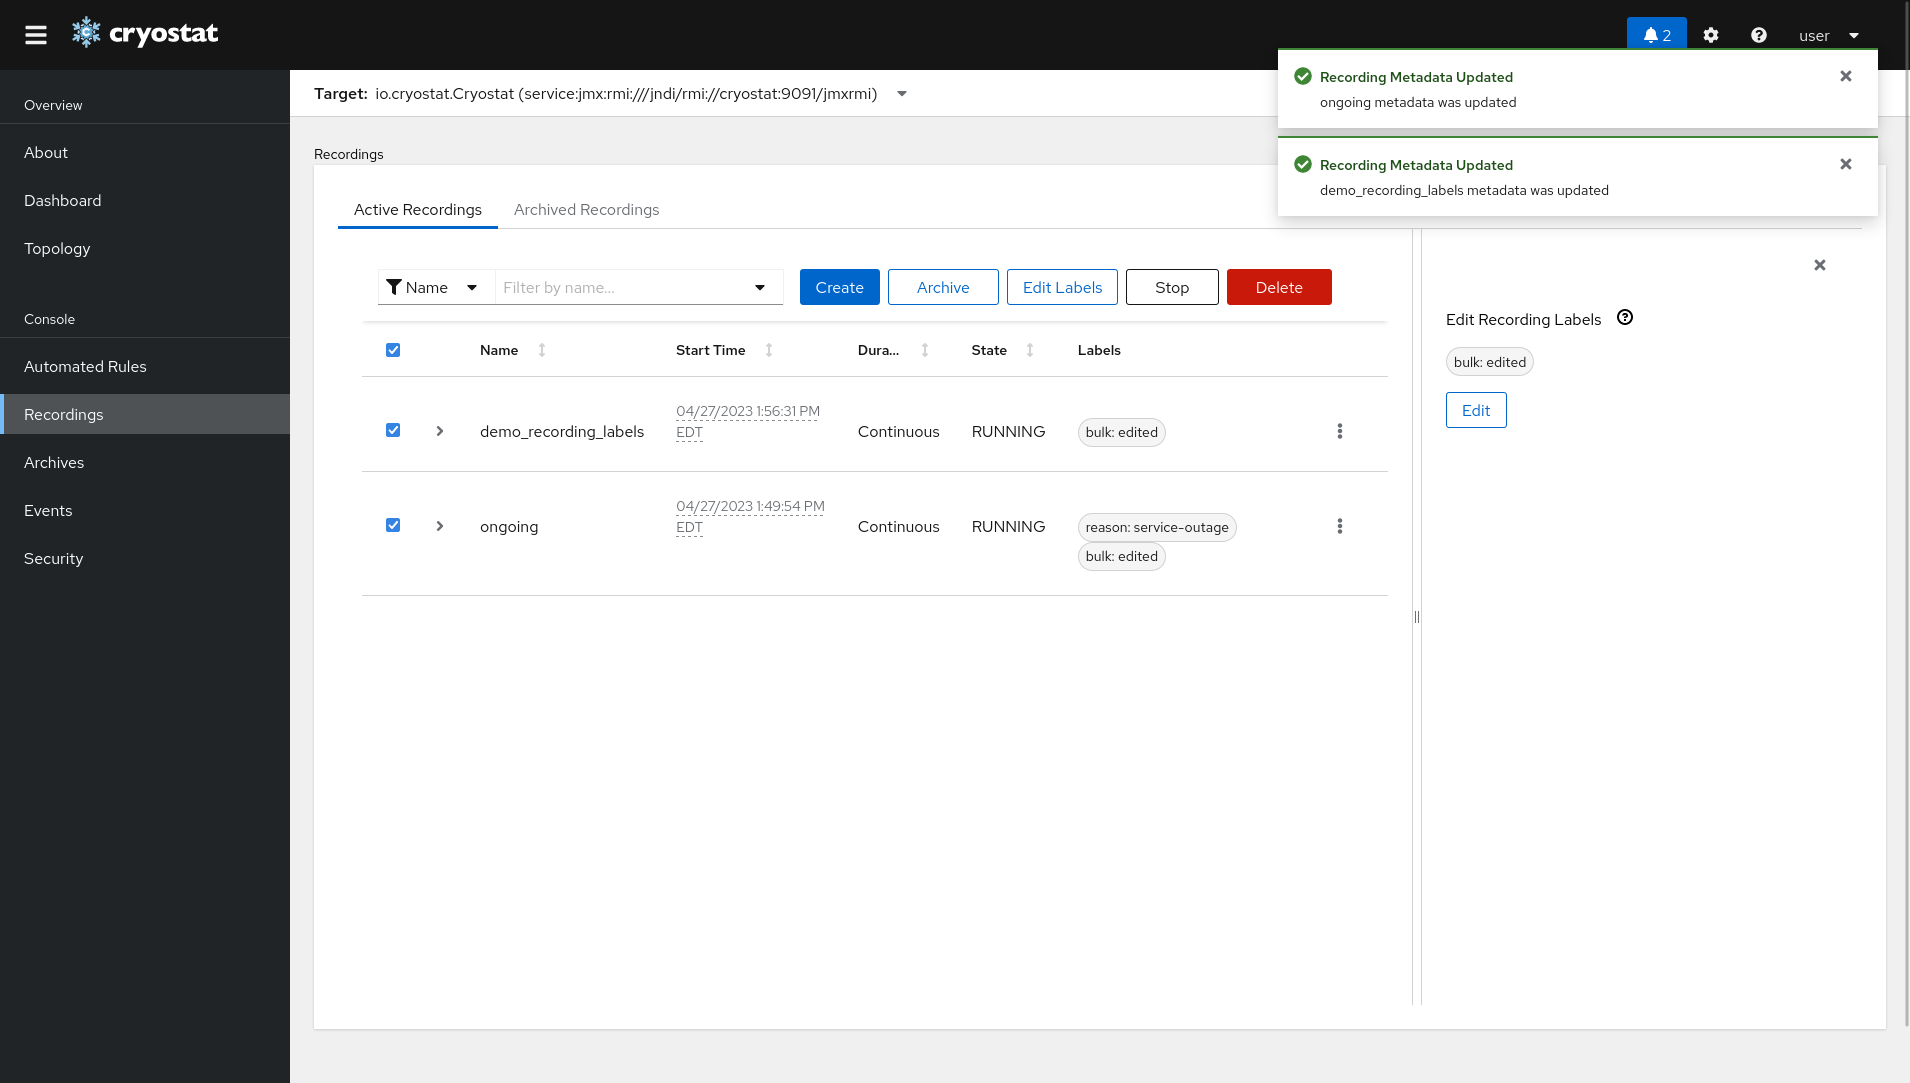 cryostat
2
user
Recording Metadata Updated
ongoing metadata was updated
Recording Metadata Updated
demo_recording_labels metadata was updated
Overview
About
Dashboard
Topology
Console
Automated Rules
Recordings
Archives
Events
Security
Target: io.cryostat.Cryostat (service:jmx:rmi:///jndi/rmi://cryostat:9091/jmxrmi)
Recordings
Active Recordings Archived Recordings
Name Filter by name... Create Archive Edit Labels Stop Delete
Name Start Time Dura... State Labels
demo_recording_labels 04/27/2023 1:56:31 PM EDT Continuous RUNNING bulk: edited
ongoing 04/27/2023 1:49:54 PM EDT Continuous RUNNING reason: service-outage
bulk: edited
Edit Recording Labels
bulk: edited
Edit